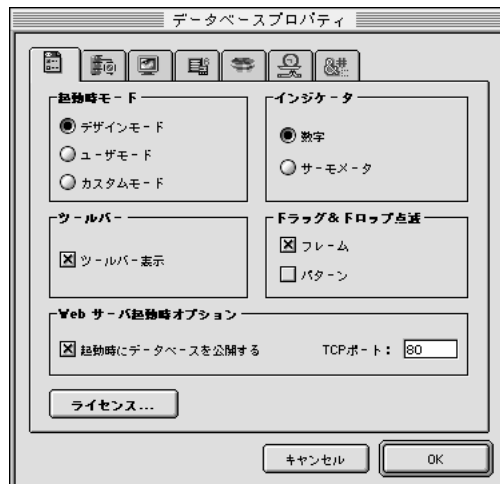 データベースプロパティ
起動時モード
デザインモード
ユーザモード
カスタムモード
インジケータ
数字
サーモメータ
ツールバー
ツールバー表示
ドラッグ&ドロップ点滅
フレーム
パターン
Web サーバ起動時オプション
起動時にデータベースを公開する
TCPポート: 80
ライセンス...
キャンセル
OK